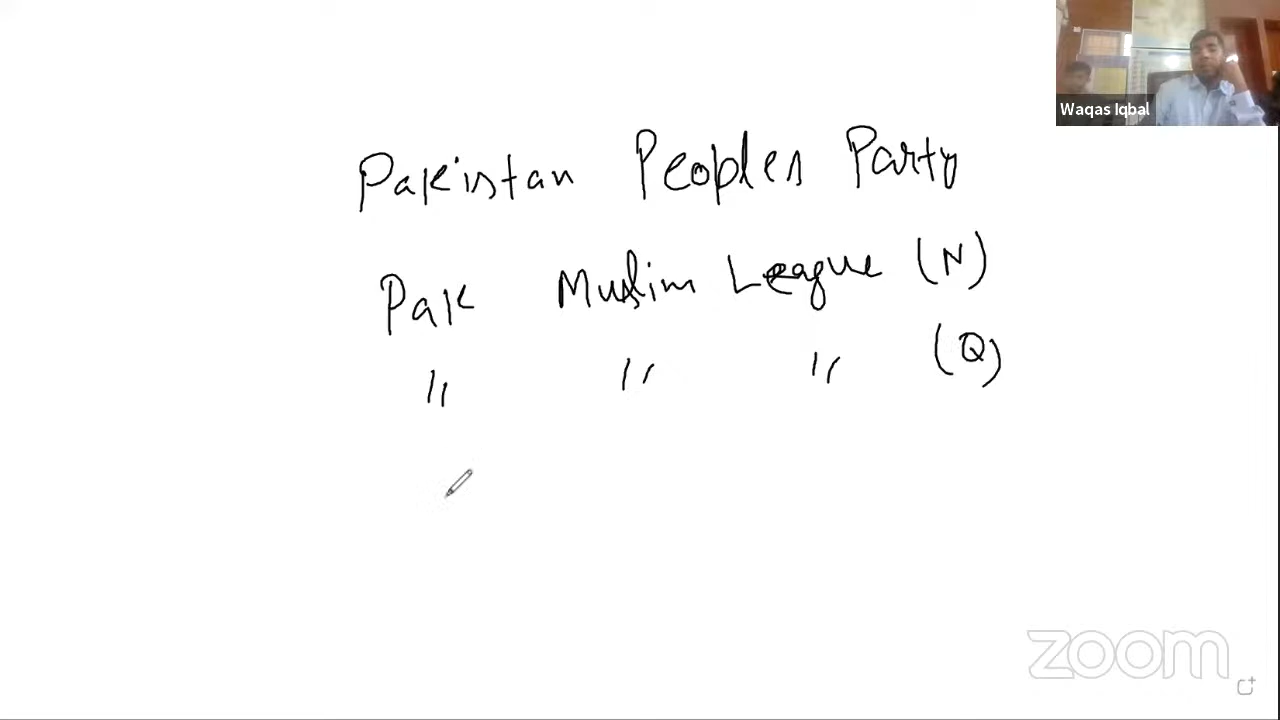 Waqas Iqbal
Pakistan Peoples Party
Pak Muslim League (N)
" " " (Q)
zoom